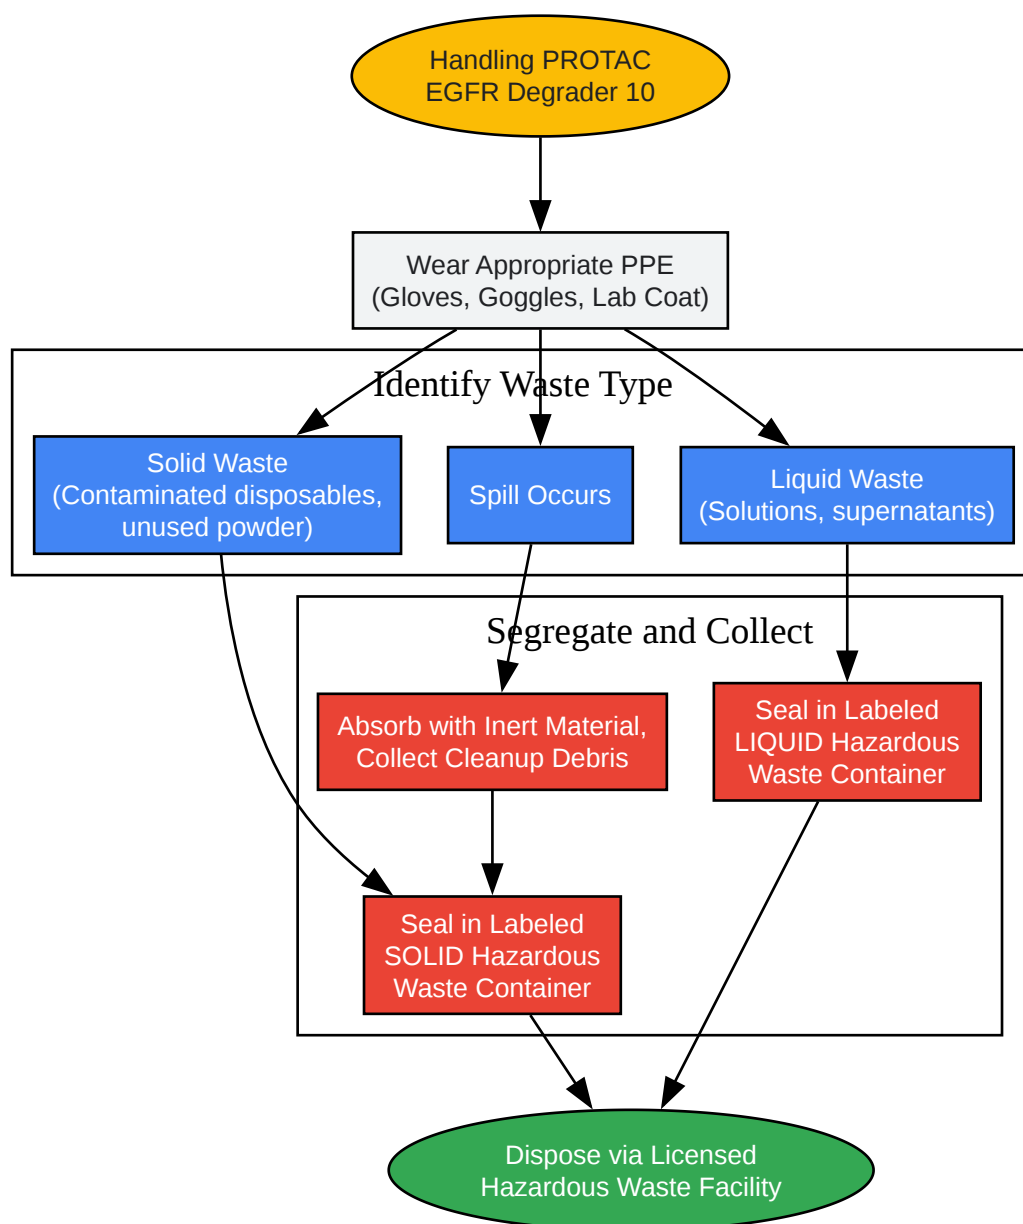 Handling PROTAC
EGFR Degrader 10
Wear Appropriate PPE
(Gloves, Goggles, Lab Coat)
Identify Waste Type
Solid Waste
(Contaminated disposables,
unused powder)
Spill Occurs
Liquid Waste
(Solutions, supernatants)
Segregate and Collect
Absorb with Inert Material,
Collect Cleanup Debris
Seal in Labeled
LIQUID Hazardous
Waste Container
Seal in Labeled
SOLID Hazardous
Waste Container
Dispose via Licensed
Hazardous Waste Facility